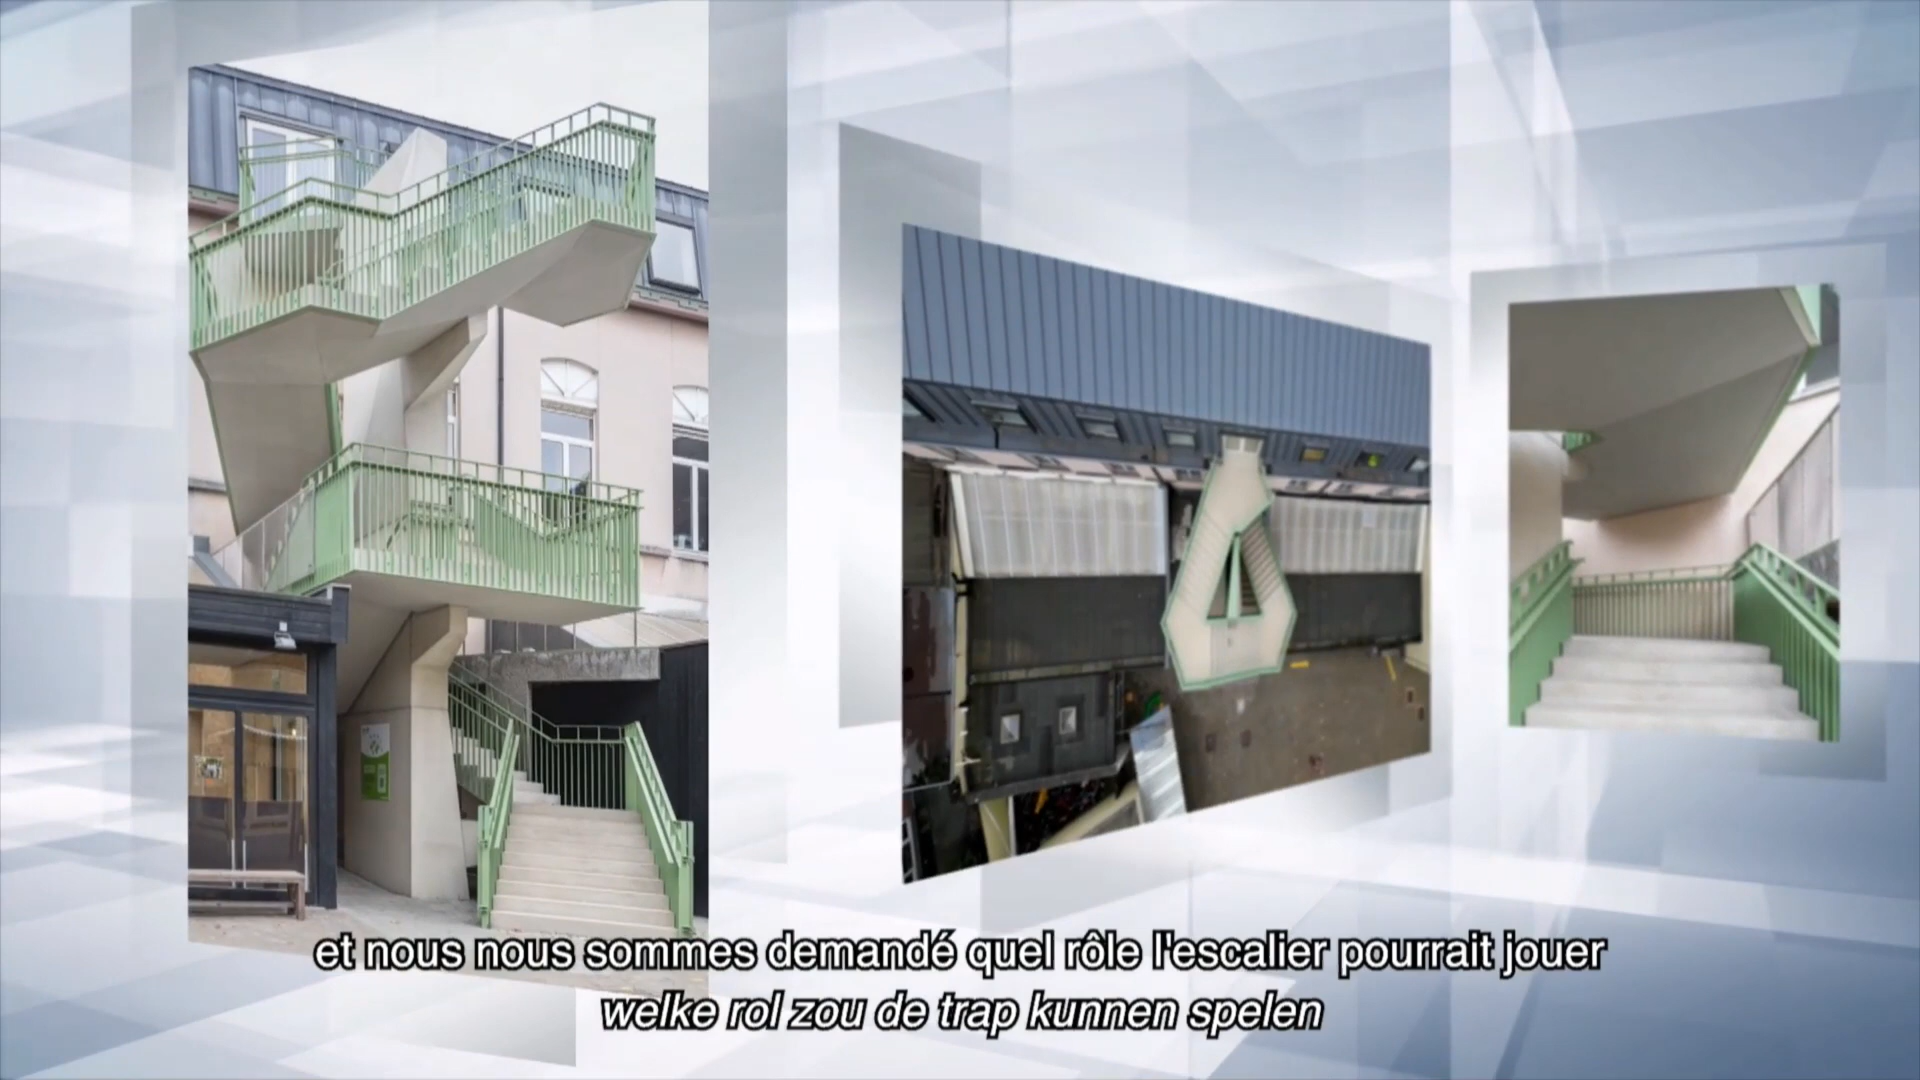 et nous nous sommes demandé quel rôle l'escalier pourrait jouer
welke rol zou de trap kunnen spelen